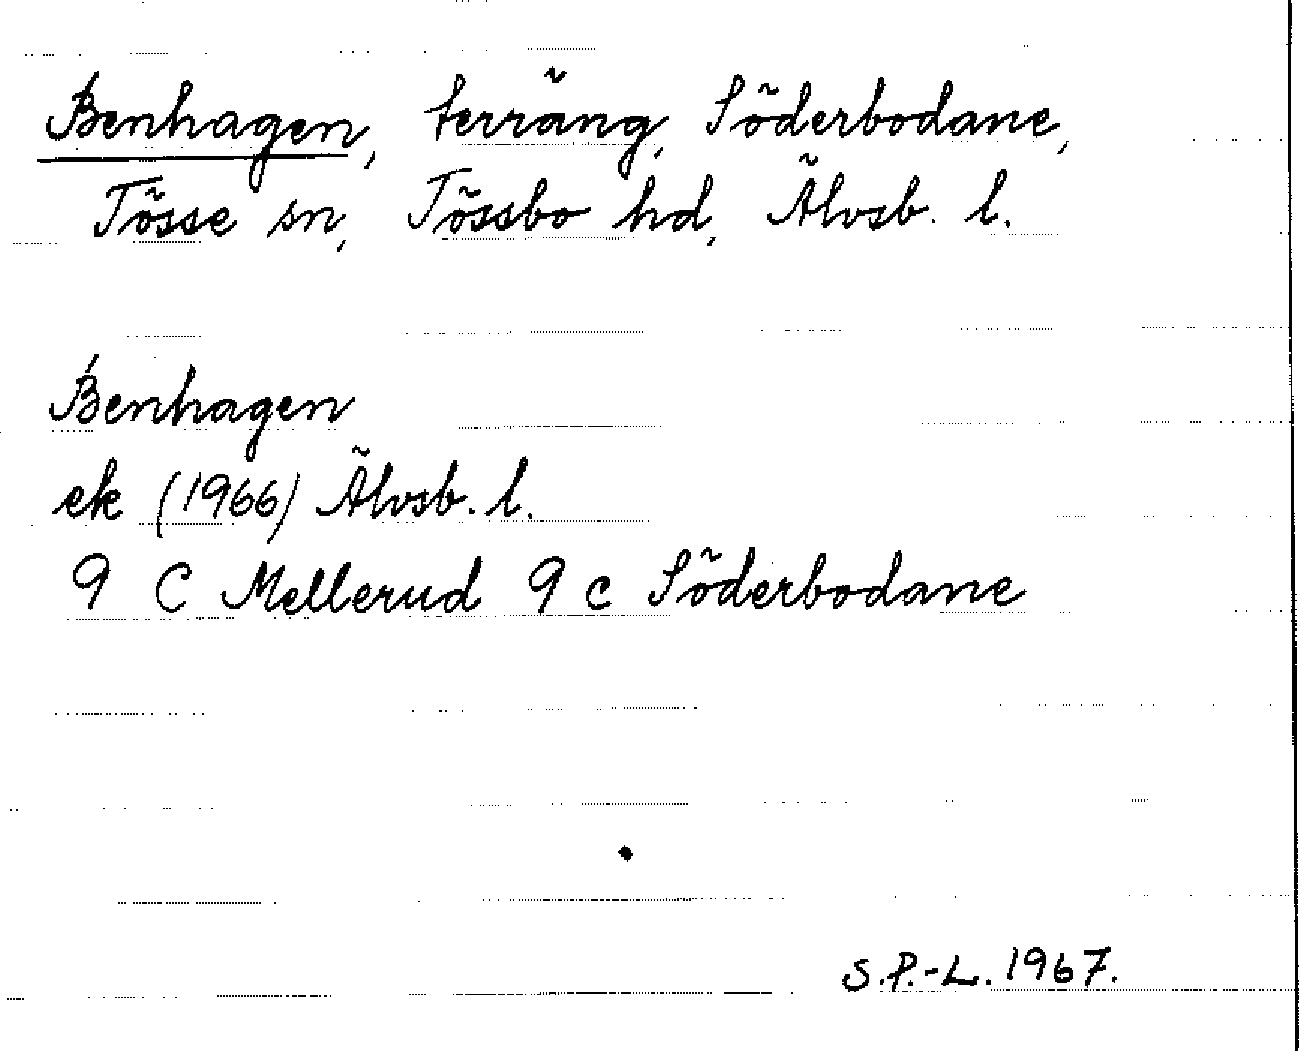 Benhagen, terräng, Söderbodane,
Tösse sn, Tössbo hd, Älvsb. l.
Benhagen
ek (1966) Älvsb. l.
9 C Mellerud 9 c Söderbodane
S.P.-L. 1967.